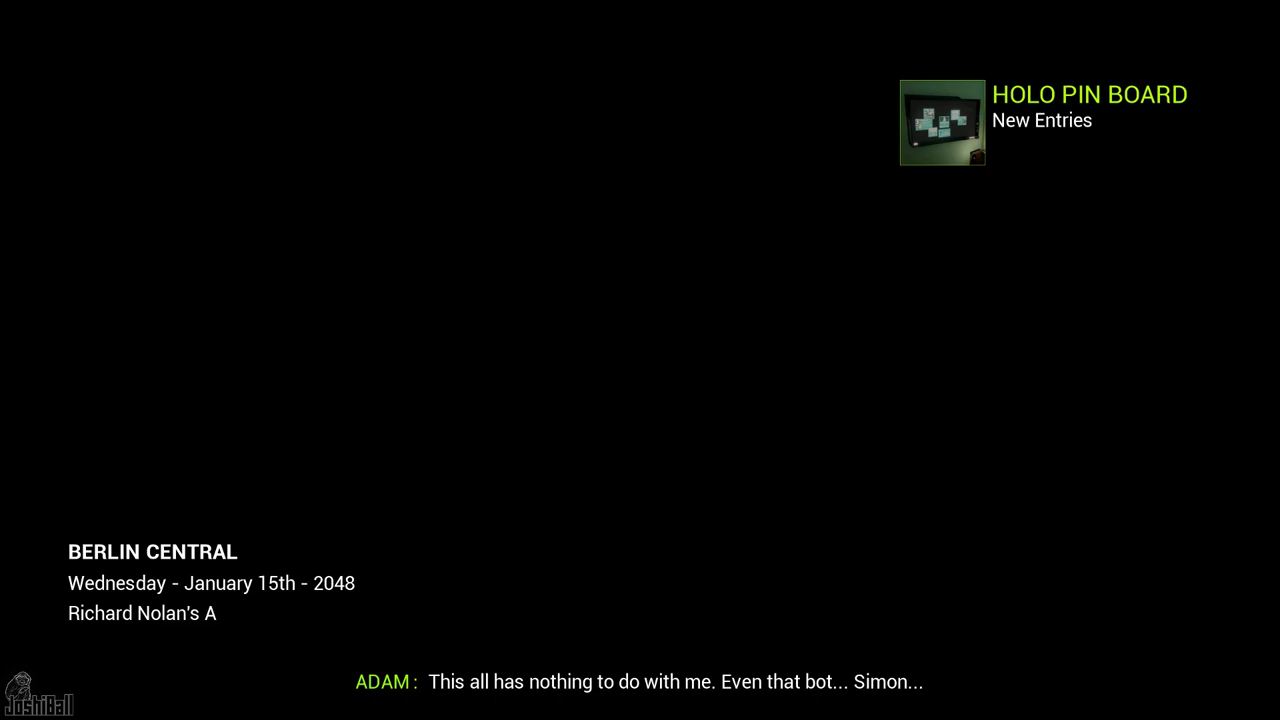 HOLO PIN BOARD
New Entries
BERLIN CENTRAL
Wednesday - January 15th - 2048
Richard Nolan's A
ADAM : This all has nothing to do with me. Even that bot... Simon...
JoshiBall